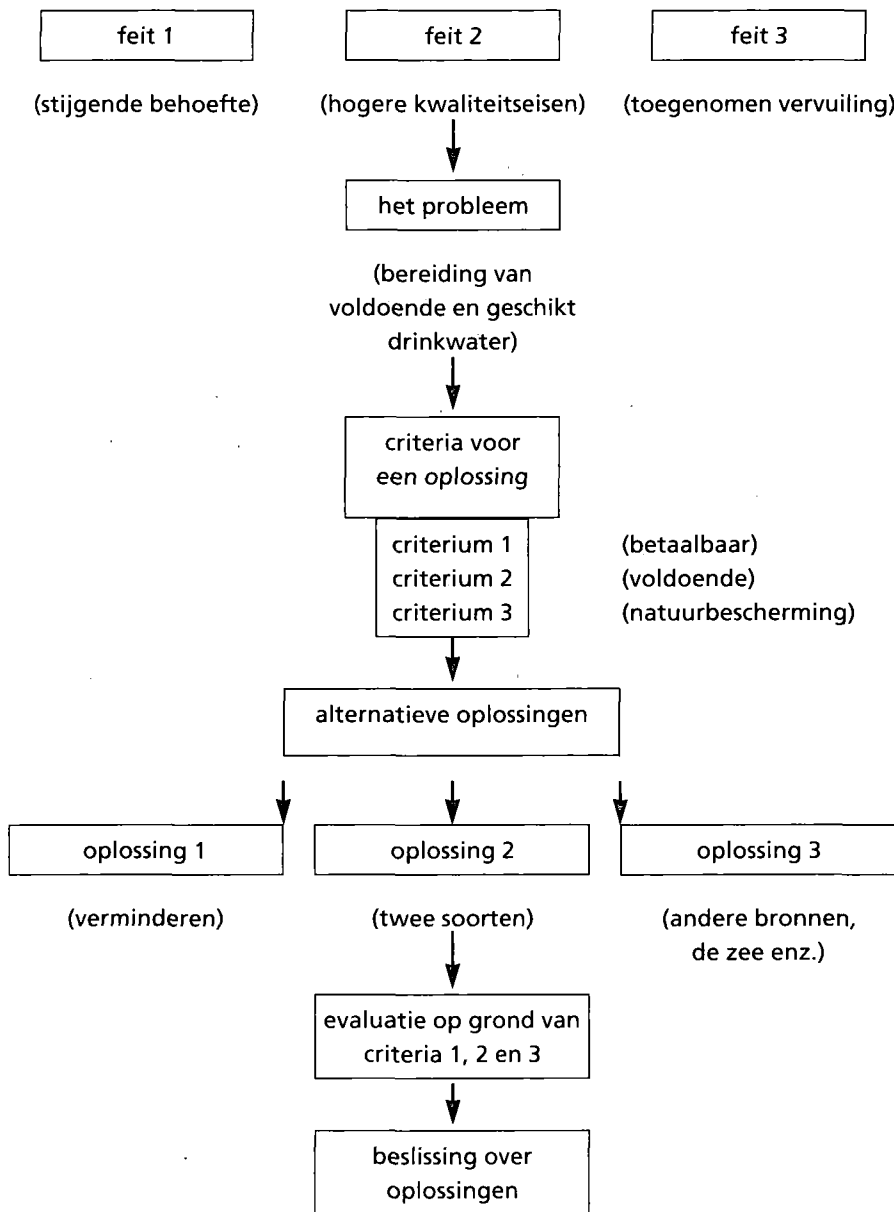 feit 1 feit 2 feit 3
(stijgende behoefte) (hogere kwaliteitseisen) (toegenomen vervuiling)
het probleem
(bereiding van
voldoende en geschikt
drinkwater)
criteria voor
een oplossing
criterium 1 (betaalbaar)
criterium 2 (voldoende)
criterium 3 (natuurbescherming)
alternatieve oplossingen
oplossing 1 oplossing 2 oplossing 3
(verminderen) (twee soorten) (andere bronnen,
de zee enz.)
evaluatie op grond van
criteria 1, 2 en 3
beslissing over
oplossingen